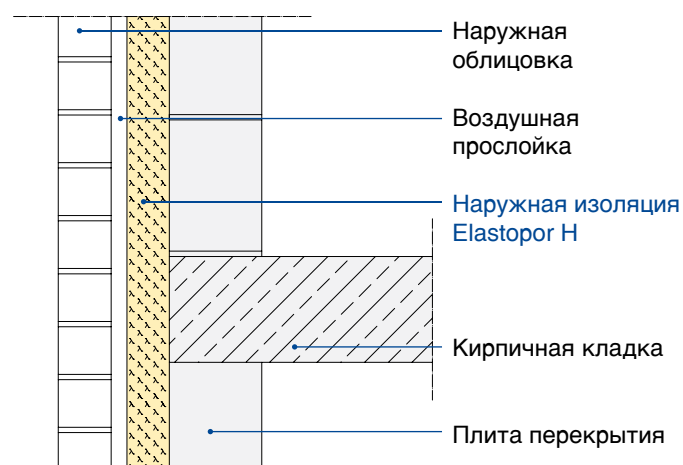 Наружная
облицовка
Воздушная
прослойка
Наружная изоляция
Elastopor H
Кирпичная кладка
Плита перекрытия